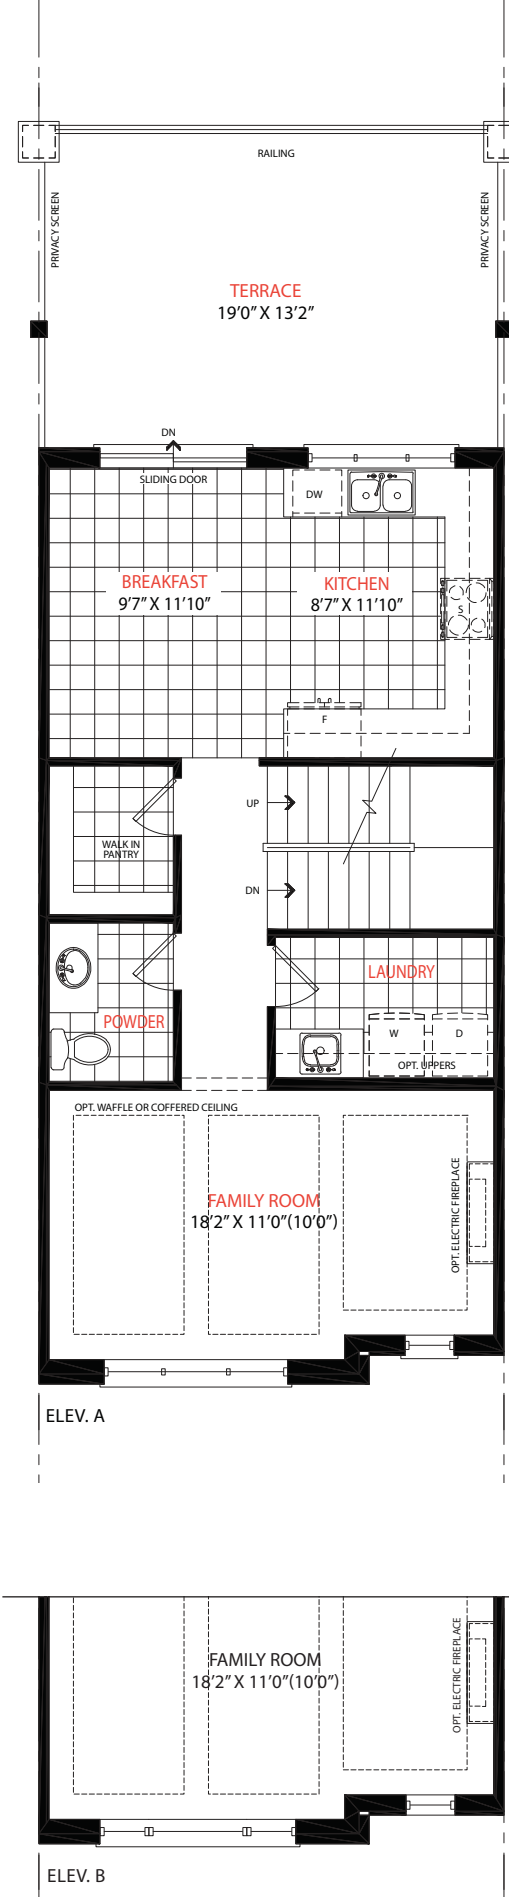 RAILING
PRIVACY SCREEN
PRIVACY SCREEN
TERRACE
19'0" X 13'2"
DN
SLIDING DOOR
DW
BREAKFAST
9'7" X 11'10"
KITCHEN
8'7" X 11'10"
S
F
UP
WALK IN
PANTRY
DN
LAUNDRY
POWDER
W
D
OPT. UPPERS
OPT. WAFFLE OR COFFERED CEILING
FAMILY ROOM
18'2" X 11'0"(10'0")
OPT. ELECTRIC FIREPLACE
ELEV. A
FAMILY ROOM
18'2" X 11'0"(10'0")
OPT. ELECTRIC FIREPLACE
ELEV. B